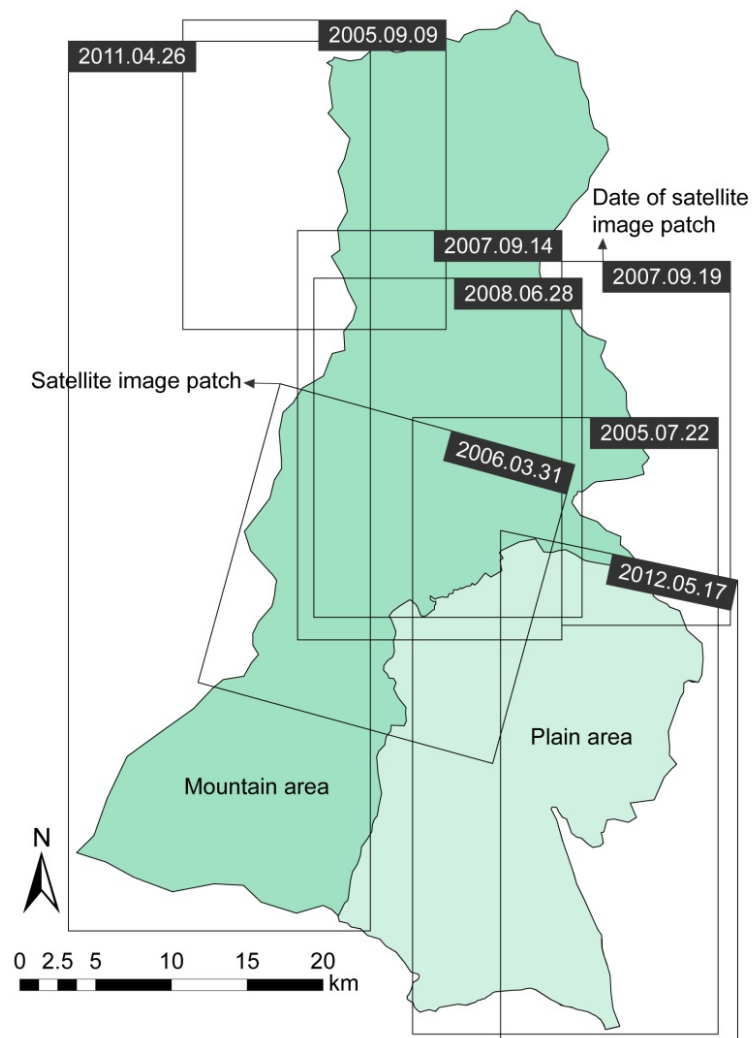 2005.09.09
2011.04.26
Date of satellite
image patch
2007.09.14
2007.09.19
2008.06.28
Satellite image patch
2005.07.22
2006.03.31
2012.05.17
Plain area
Mountain area
N
0 2.5 5 10 15 20
km